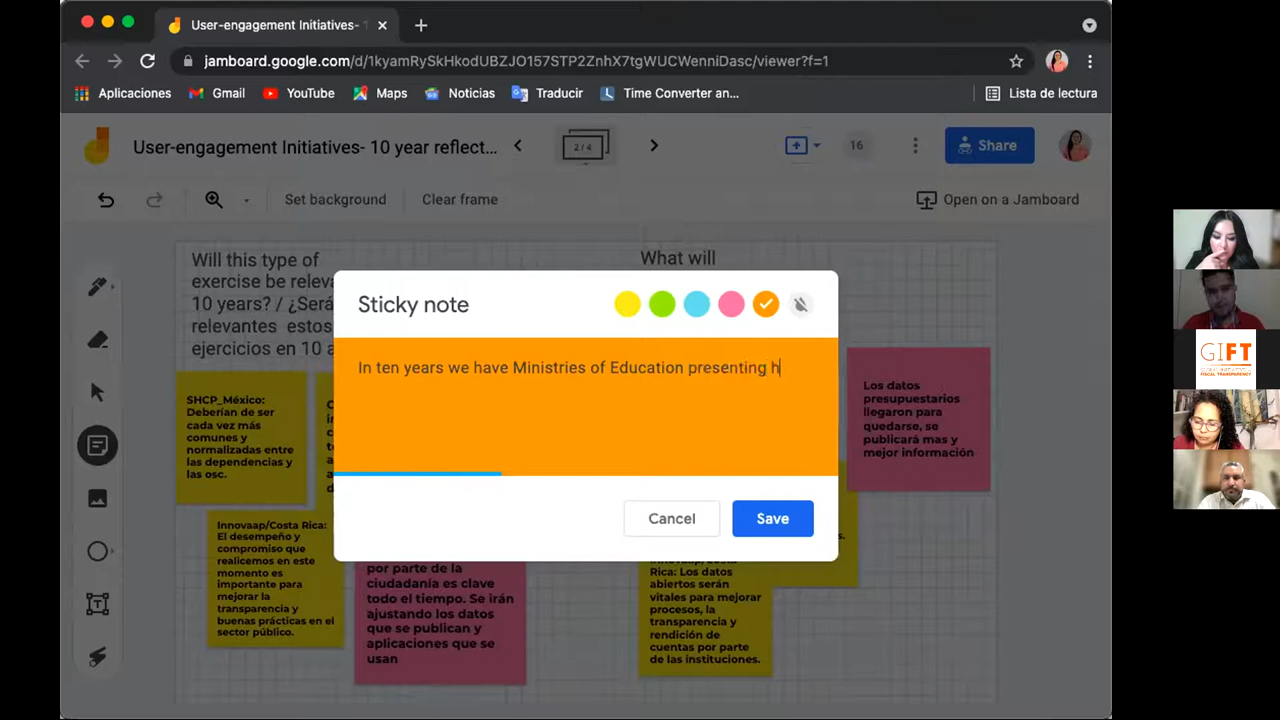 User-engagement Initiatives-
jamboard.google.com/d/1kyamRySkHkodUBZJO157STP2ZnhX7tgWUCWenniDasc/viewer?f=1
Aplicaciones Gmail YouTube Maps Noticias Traducir Time Converter an... Lista de lectura
User-engagement Initiatives- 10 year reflect... 2 / 4 16 Share
Set background Clear frame Open on a Jamboard
Will this type of
exercise be
10 years? / ¿Será
relevantes estos
ejercicios en 10
What will
Sticky note
In ten years we have Ministries of Education presenting h
Cancel Save
SHCP_México:
Deberían de ser
cada vez más
comunes y
normalizadas entre
las dependencias y
las osc.
Innovaap/Costa Rica:
El desempeño y
compromiso que
realicemos en este
momento es
importante para
mejorar la
transparencia y
buenas prácticas en el
sector público.
por parte de la
ciudadanía es clave
todo el tiempo. Se irán
ajustando los datos
que se publican y
aplicaciones que se
usan
Rica: Los datos
abiertos serán
vitales para mejorar
procesos, la
transparencia y
rendición de
cuentas por parte
de las instituciones.
Los datos
presupuestarios
llegaron para
quedarse, se
publicará mas y
mejor información
GIFT
FISCAL TRANSPARENCY